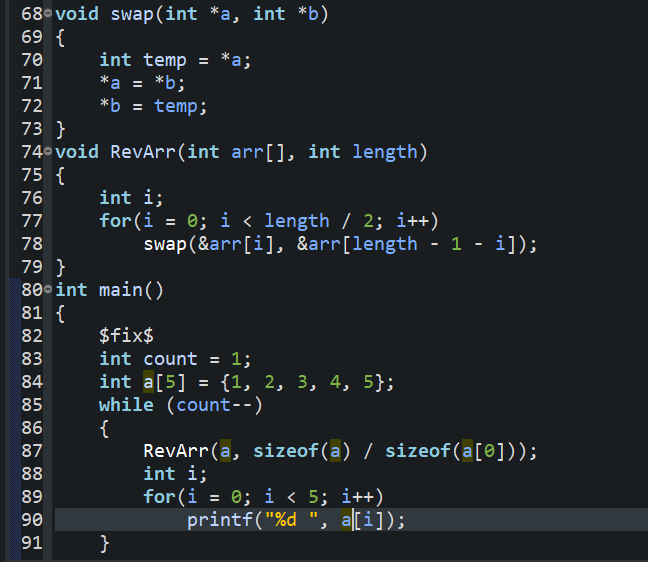 68 void swap(int *a, int *b)
69 {
70     int temp = *a;
71     *a = *b;
72     *b = temp;
73 }
74 void RevArr(int arr[], int length)
75 {
76     int i;
77     for(i = 0; i < length / 2; i++)
78         swap(&arr[i], &arr[length - 1 - i]);
79 }
80 int main()
81 {
82     $fix$
83     int count = 1;
84     int a[5] = {1, 2, 3, 4, 5};
85     while (count--)
86     {
87         RevArr(a, sizeof(a) / sizeof(a[0]));
88         int i;
89         for(i = 0; i < 5; i++)
90             printf("%d ", a[i]);
91     }